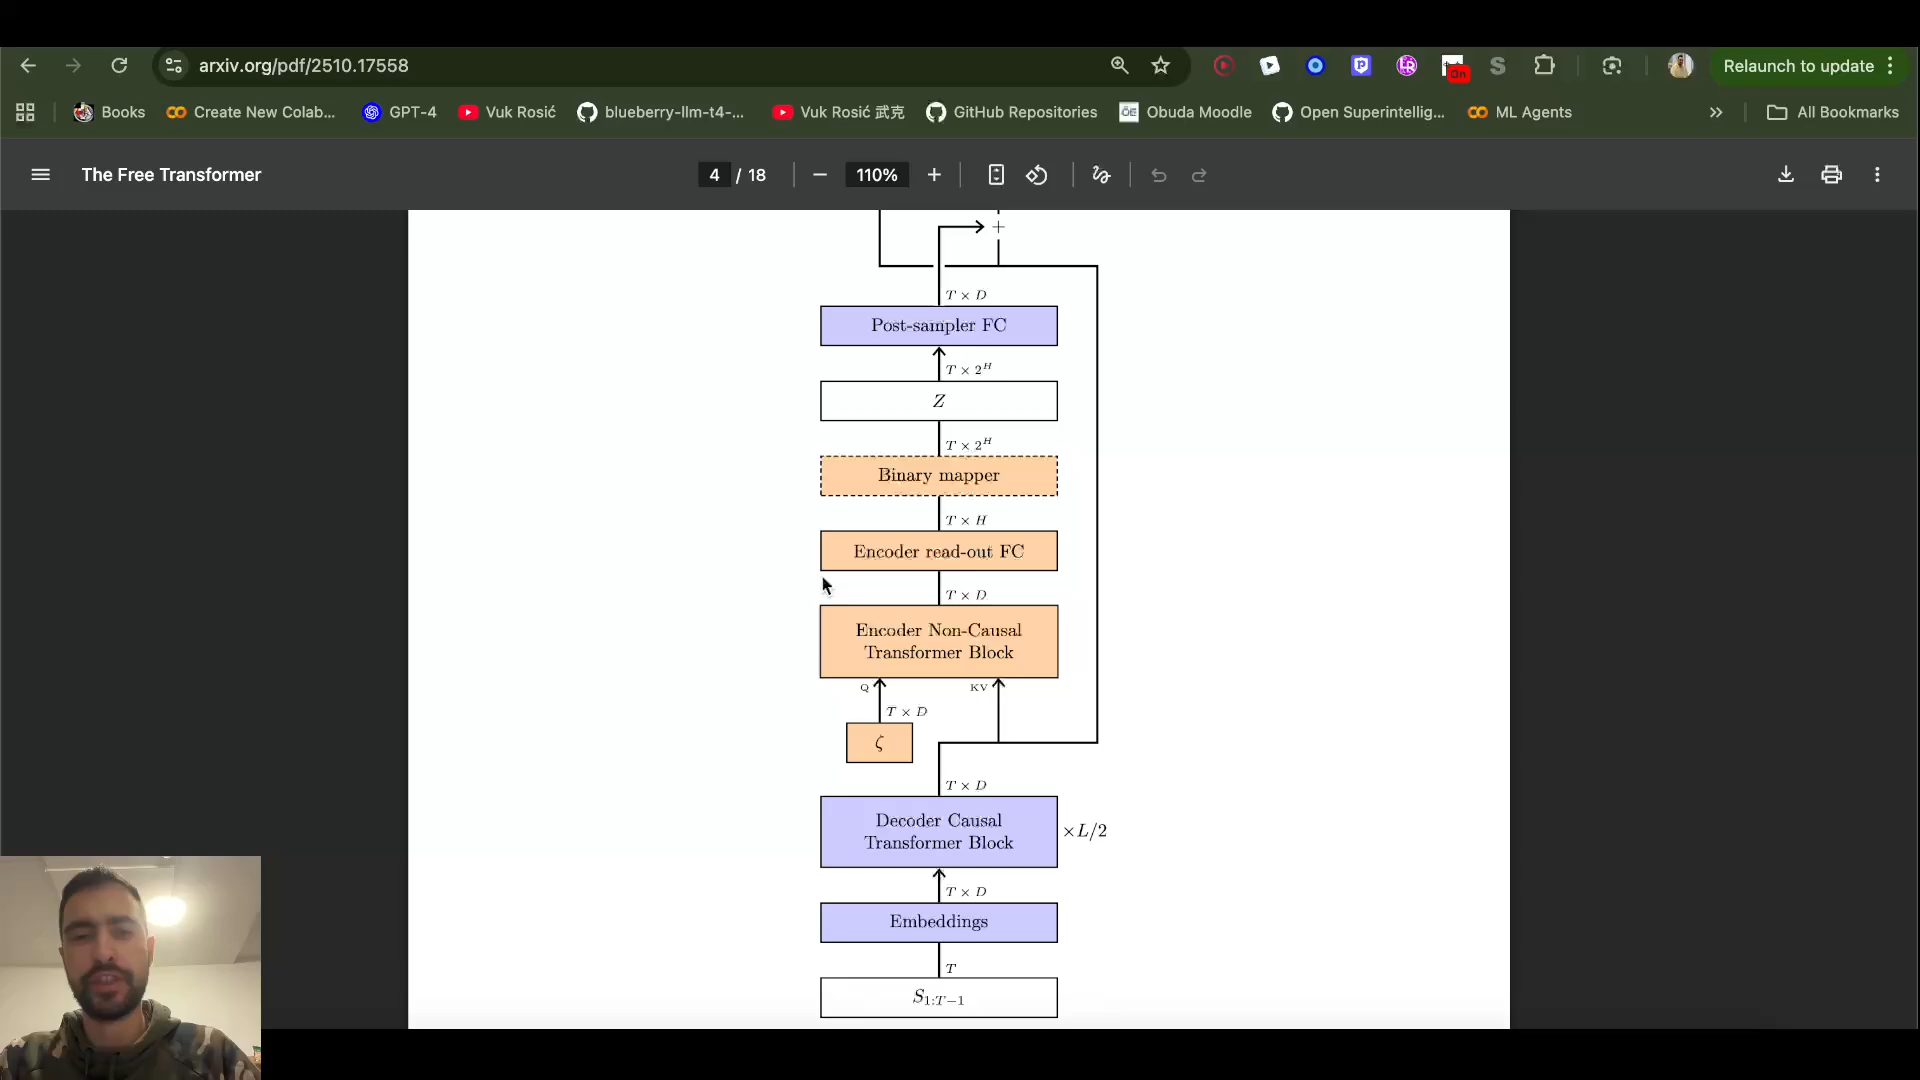 arxiv.org/pdf/2510.17558
On
Relaunch to update
Books
Create New Colab...
GPT-4
Vuk Rosić
blueberry-llm-t4-...
Vuk Rosić 武克
GitHub Repositories
Obuda Moodle
Open Superintellig...
ML Agents
»
All Bookmarks
The Free Transformer
4 / 18
110%
+
T × D
Post-sampler FC
T × 2^H
Z
T × 2^H
Binary mapper
T × H
Encoder read-out FC
T × D
Encoder Non-Causal
Transformer Block
Q
KV
T × D
ζ
T × D
Decoder Causal
Transformer Block
×L/2
T × D
Embeddings
T
S_{1:T−1}